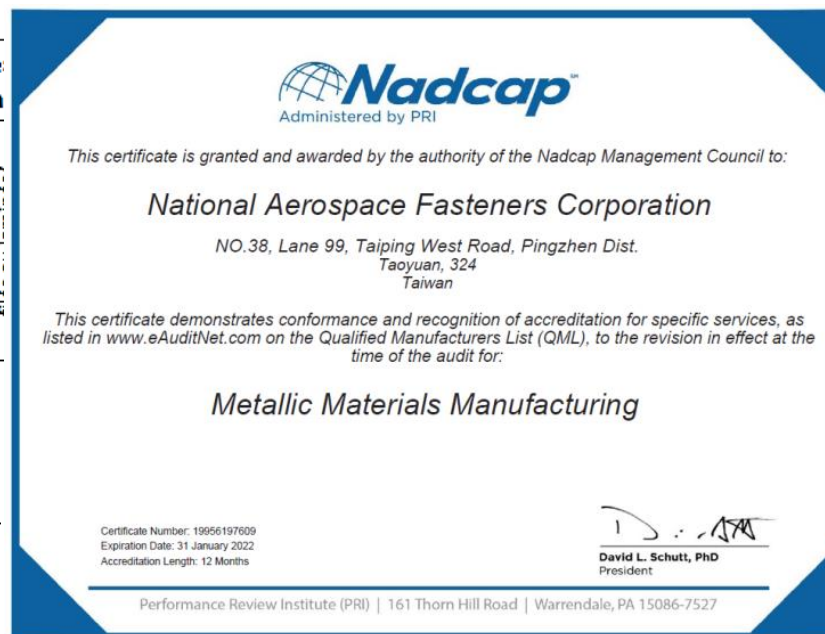 Nadcap
Administered by PRI
This certificate is granted and awarded by the authority of the Nadcap Management Council to:
National Aerospace Fasteners Corporation
NO.38, Lane 99, Taiping West Road, Pingzhen Dist.
Taoyuan, 324
Taiwan
This certificate demonstrates conformance and recognition of accreditation for specific services, as
listed in www.eAuditNet.com on the Qualified Manufacturers List (QML), to the revision in effect at the
time of the audit for:
Metallic Materials Manufacturing
Certificate Number: 19956197609
Expiration Date: 31 January 2022
Accreditation Length: 12 Months
David L. Schutt, PhD
President
Performance Review Institute (PRI) | 161 Thorn Hill Road | Warrendale, PA 15086-7527